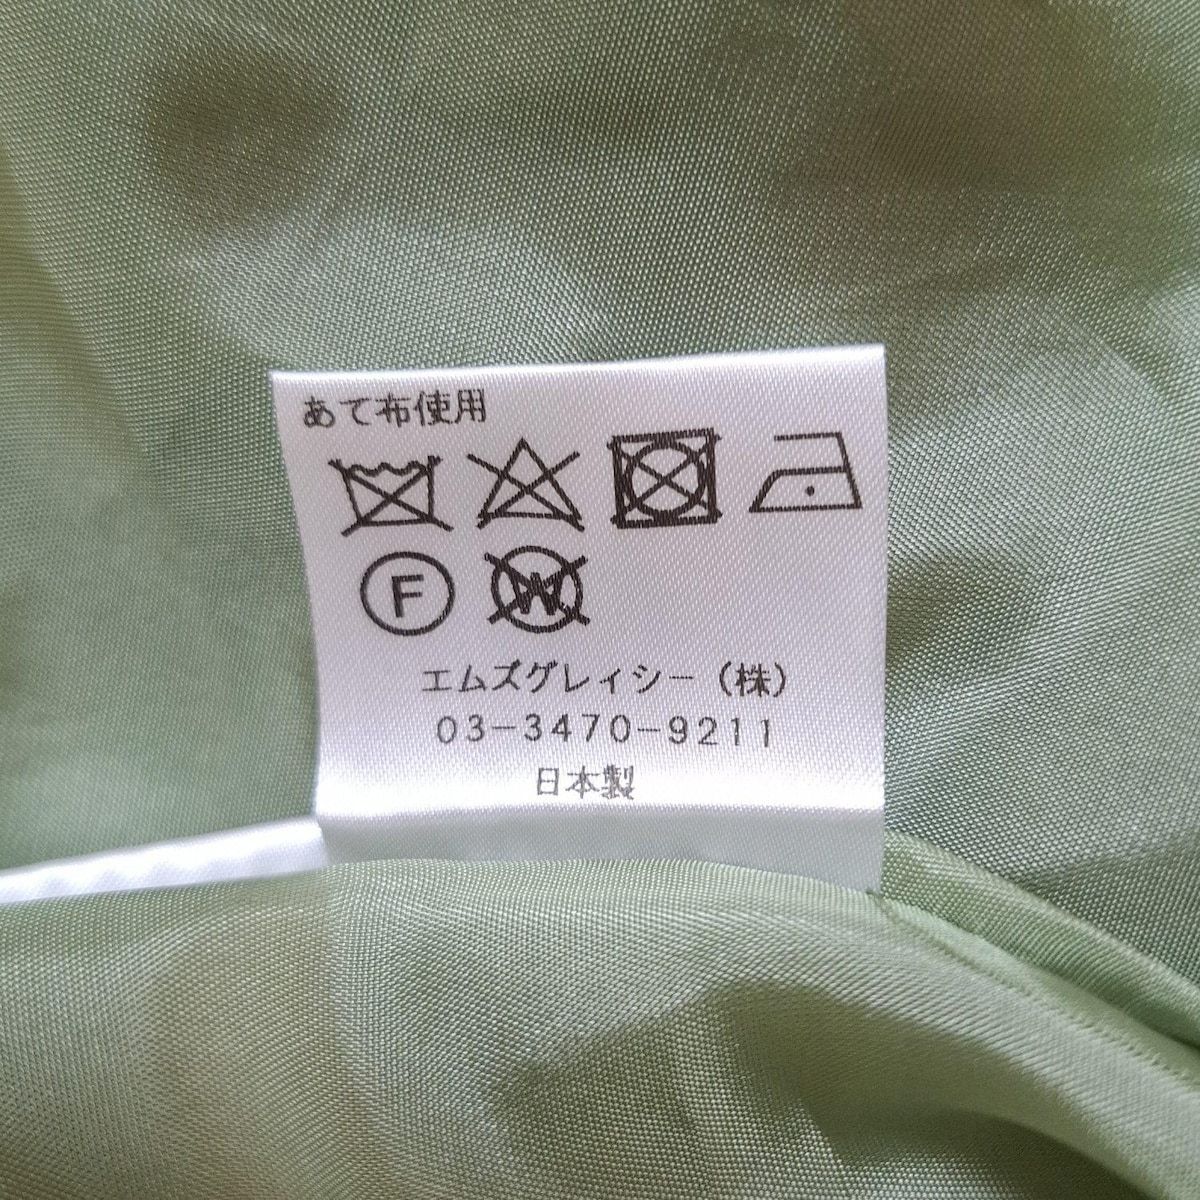 あて布使用
F W
エムズグレイシー（株）
03-3470-9211
日本製